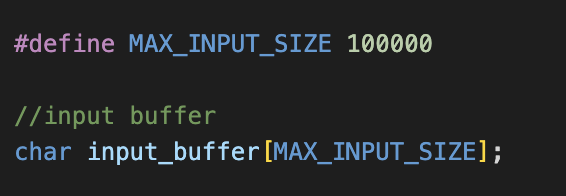 #define MAX_INPUT_SIZE 100000
//input buffer
char input_buffer[MAX_INPUT_SIZE];